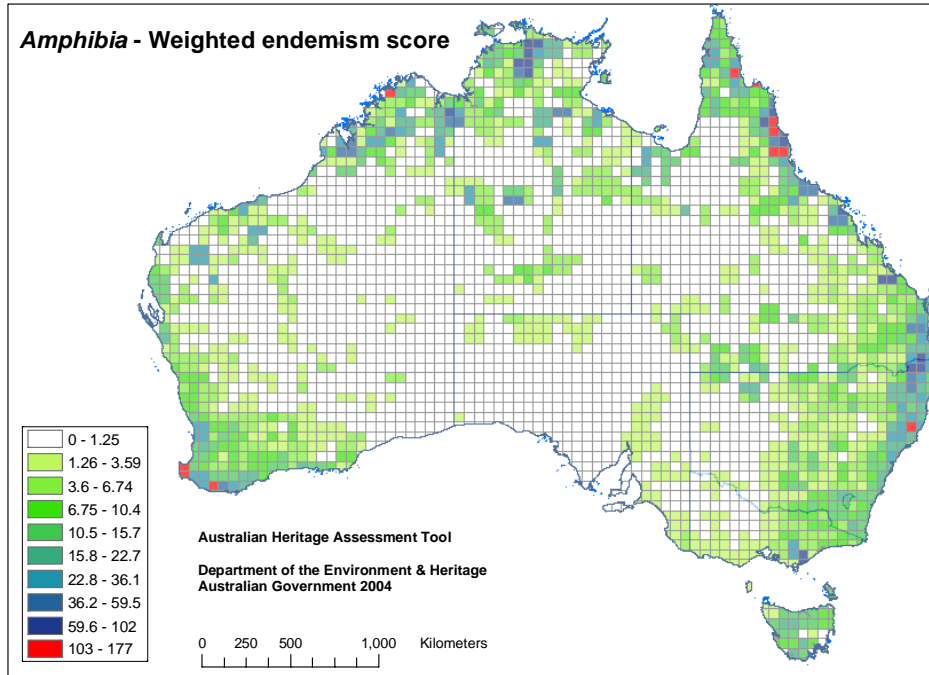 Amphibia - Weighted endemism score
0 - 1.25
1.26 - 3.59
3.6 - 6.74
6.75 - 10.4
10.5 - 15.7
15.8 - 22.7
22.8 - 36.1
36.2 - 59.5
59.6 - 102
103 - 177
Australian Heritage Assessment Tool
Department of the Environment & Heritage
Australian Government 2004
0 250 500 1,000 Kilometers